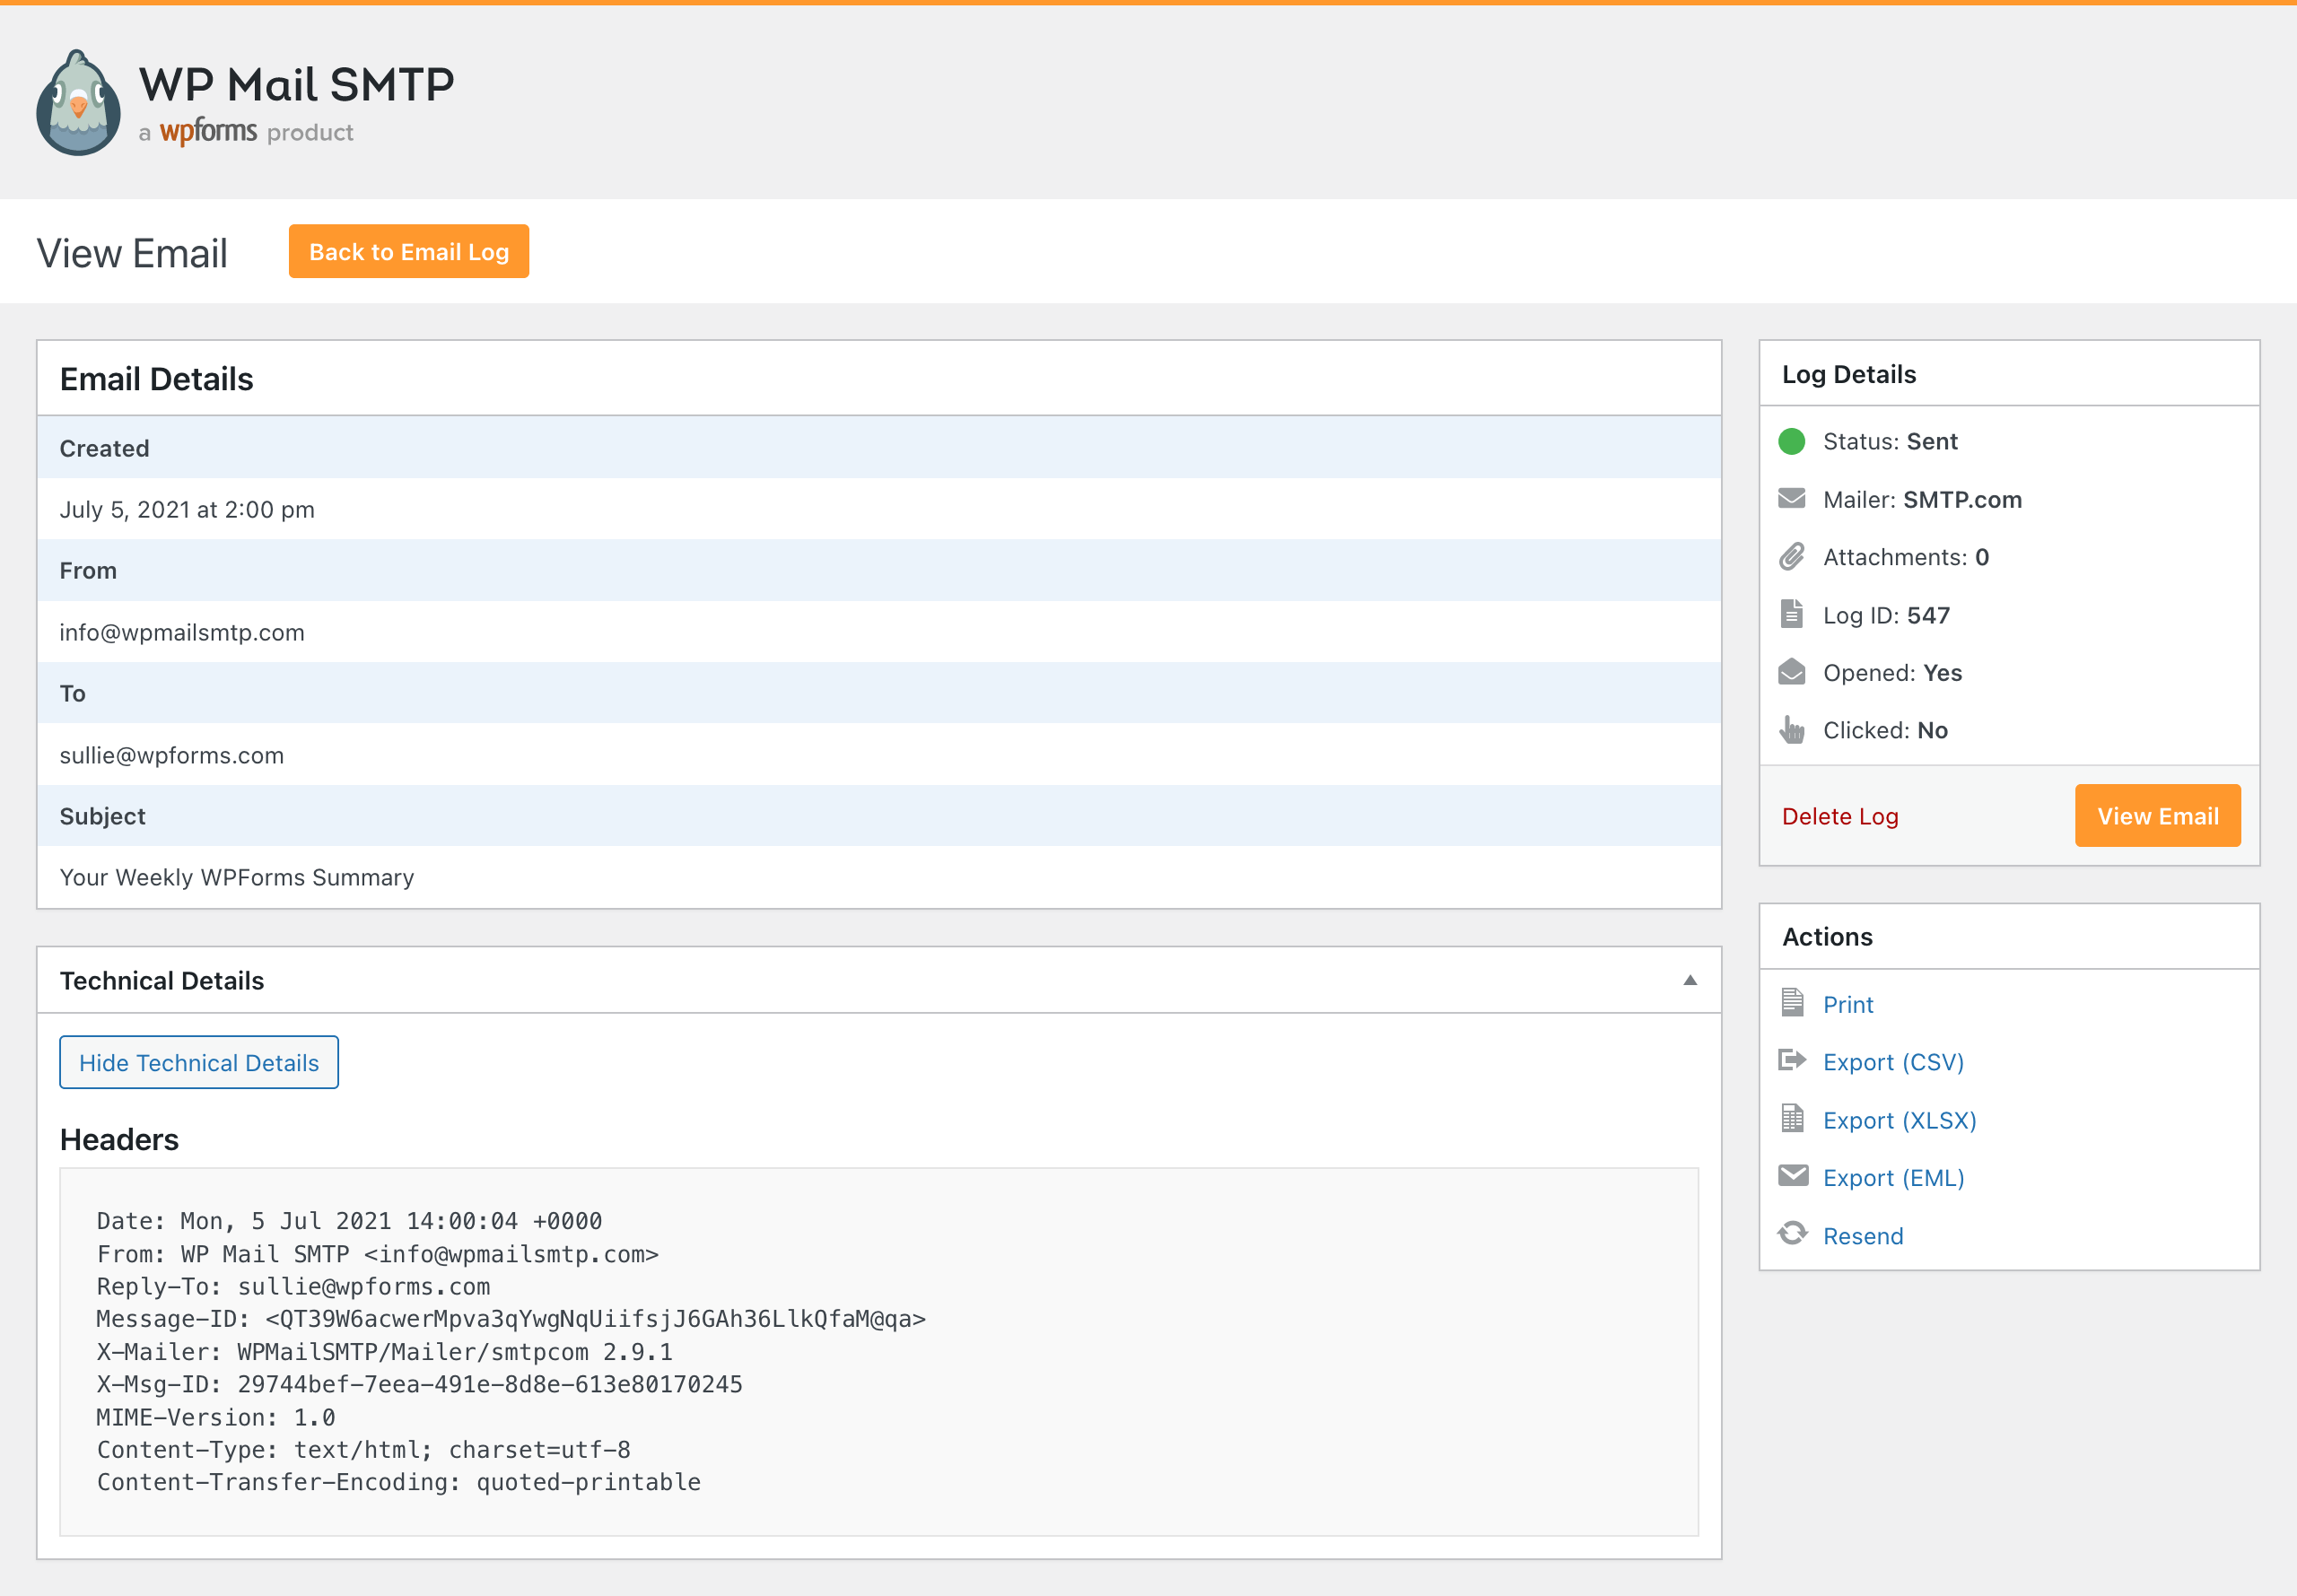 WP Mail SMTP
a wpforms product
View Email
Back to Email Log
Email Details
Created
July 5, 2021 at 2:00 pm
From
info@wpmailsmtp.com
To
sullie@wpforms.com
Subject
Your Weekly WPForms Summary
Technical Details
Hide Technical Details
Headers
Date: Mon, 5 Jul 2021 14:00:04 +0000
From: WP Mail SMTP <info@wpmailsmtp.com>
Reply-To: sullie@wpforms.com
Message-ID: <QT39W6acwerMpva3qYwgNqUiifsjJ6GAh36LlkQfaM@qa>
X-Mailer: WPMailSMTP/Mailer/smtpcom 2.9.1
X-Msg-ID: 29744bef-7eea-491e-8d8e-613e80170245
MIME-Version: 1.0
Content-Type: text/html; charset=utf-8
Content-Transfer-Encoding: quoted-printable
Log Details
Status: Sent
Mailer: SMTP.com
Attachments: 0
Log ID: 547
Opened: Yes
Clicked: No
Delete Log
View Email
Actions
Print
Export (CSV)
Export (XLSX)
Export (EML)
Resend